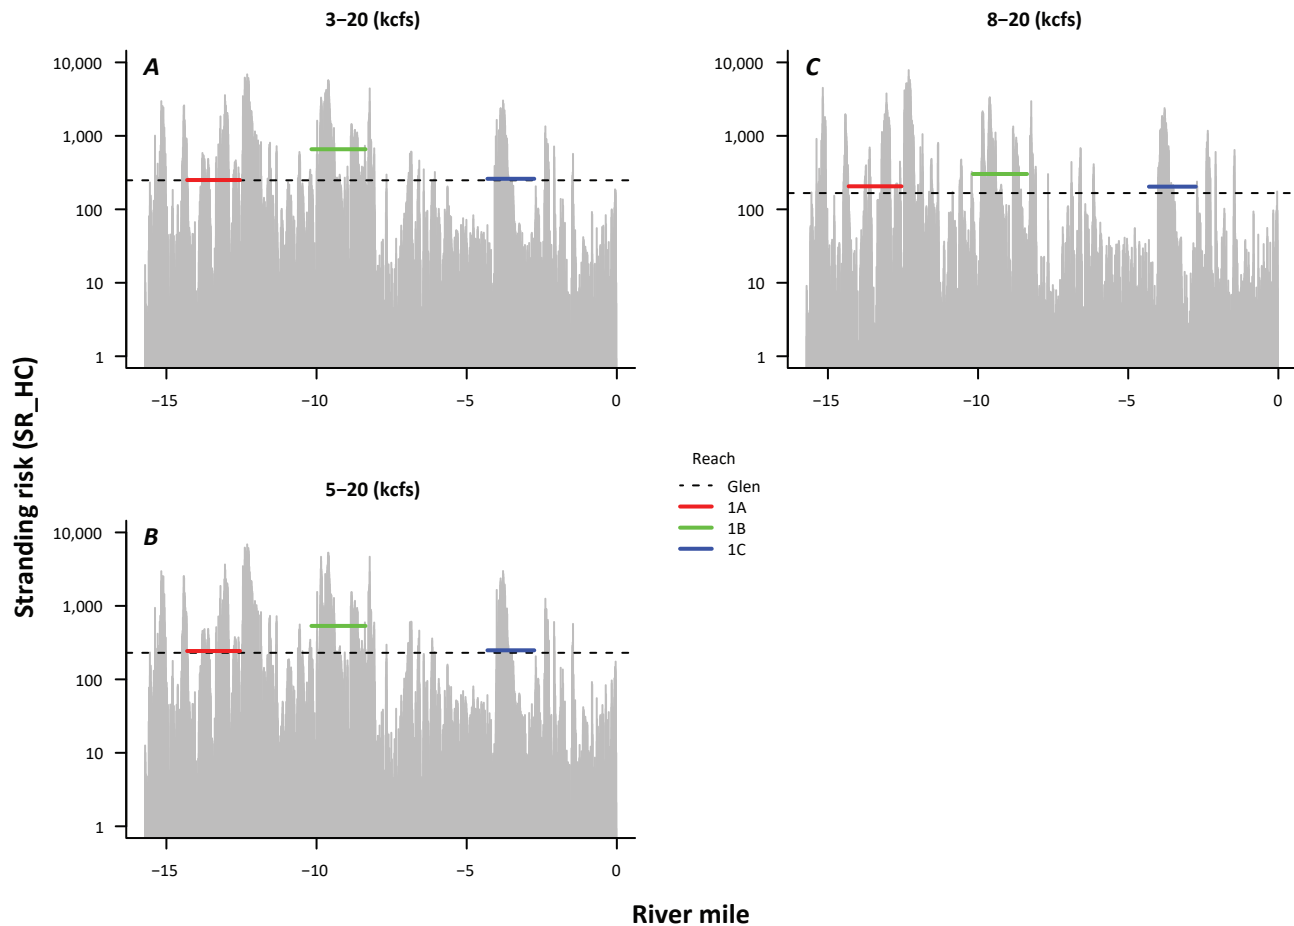 3–20 (kcfs)
A
10,000
1,000
100
10
1
−15
−10
−5
0
8–20 (kcfs)
C
10,000
1,000
100
10
1
−15
−10
−5
0
Stranding risk (SR_HC)
5–20 (kcfs)
B
10,000
1,000
100
10
1
−15
−10
−5
0
Reach
Glen
1A
1B
1C
River mile